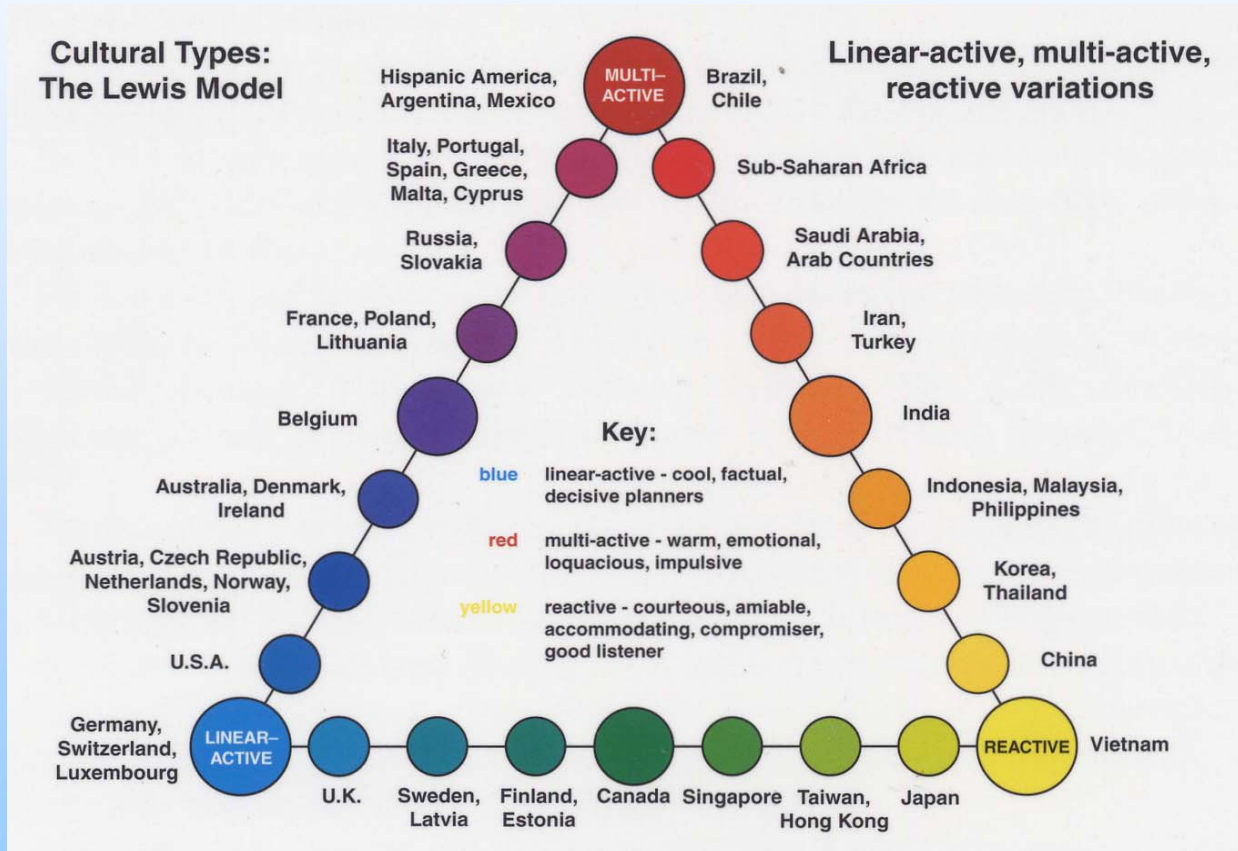 Cultural Types:
The Lewis Model
Linear-active, multi-active,
reactive variations
MULTI–
ACTIVE
Hispanic America,
Argentina, Mexico
Brazil,
Chile
Italy, Portugal,
Spain, Greece,
Malta, Cyprus
Sub-Saharan Africa
Russia,
Slovakia
Saudi Arabia,
Arab Countries
France, Poland,
Lithuania
Iran,
Turkey
Belgium
India
Australia, Denmark,
Ireland
Indonesia, Malaysia,
Philippines
Austria, Czech Republic,
Netherlands, Norway,
Slovenia
Korea,
Thailand
U.S.A.
China
Key:
blue linear-active - cool, factual,
decisive planners
red multi-active - warm, emotional,
loquacious, impulsive
yellow reactive - courteous, amiable,
accommodating, compromiser,
good listener
Germany,
Switzerland,
Luxembourg
LINEAR–
ACTIVE
REACTIVE
Vietnam
U.K.
Sweden,
Latvia
Finland,
Estonia
Canada
Singapore
Taiwan,
Hong Kong
Japan